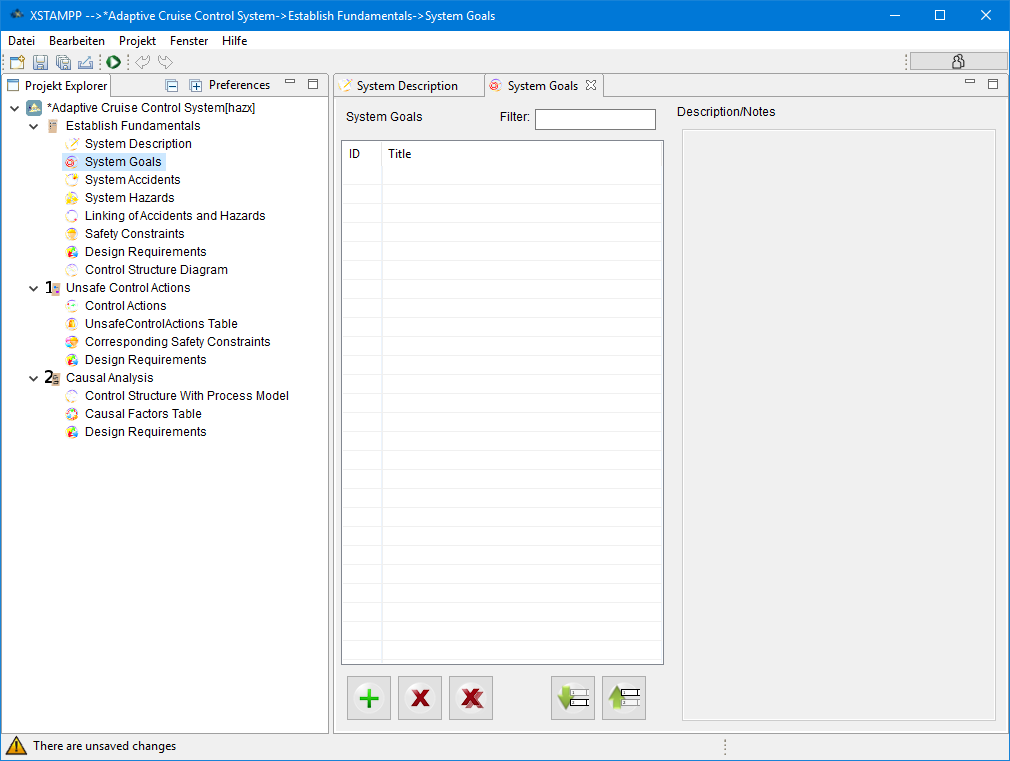 XSTAMPP -->*Adaptive Cruise Control System->Establish Fundamentals->System Goals
Datei Bearbeiten Projekt Fenster Hilfe
Projekt Explorer
Preferences
*Adaptive Cruise Control System[hazx]
Establish Fundamentals
System Description
System Goals
System Accidents
System Hazards
Linking of Accidents and Hazards
Safety Constraints
Design Requirements
Control Structure Diagram
1 Unsafe Control Actions
Control Actions
UnsafeControlActions Table
Corresponding Safety Constraints
Design Requirements
2 Causal Analysis
Control Structure With Process Model
Causal Factors Table
Design Requirements
System Description
System Goals
System Goals
Filter:
ID Title
Description/Notes
There are unsaved changes